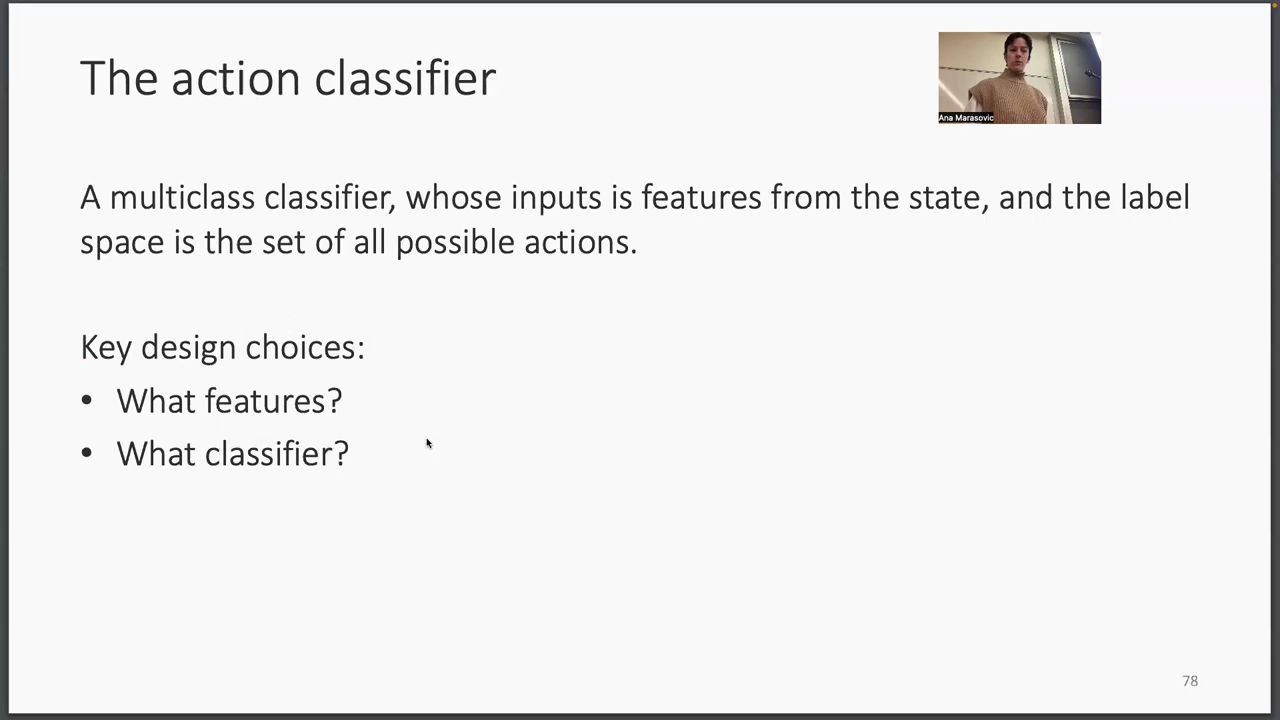 The action classifier
Ana Marasovic
A multiclass classifier, whose inputs is features from the state, and the label
space is the set of all possible actions.
Key design choices:
• What features?
• What classifier?
78